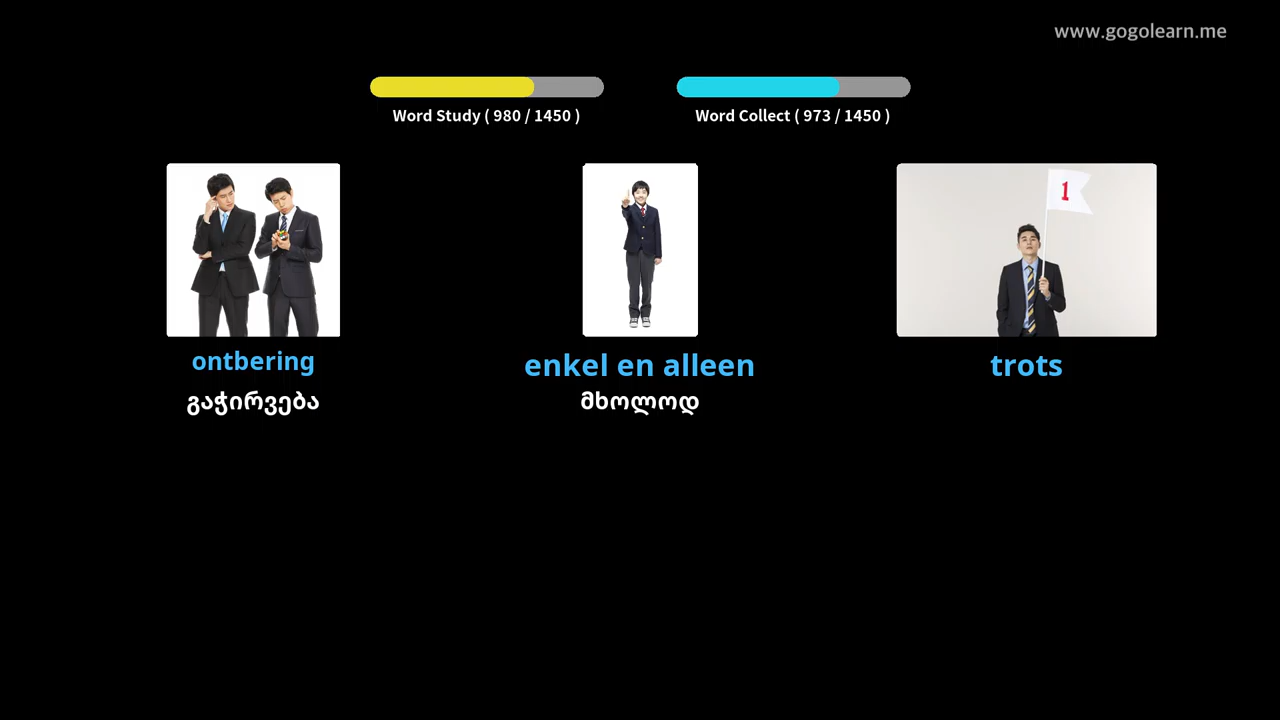 www.gogolearn.me
Word Study ( 980 / 1450 )
Word Collect ( 973 / 1450 )
1
ontbering
enkel en alleen
trots
გაჭირვება
მხოლოდ